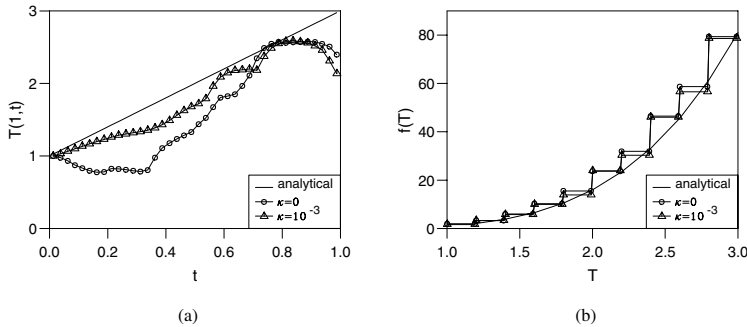 3
2
1
0
T(1,t)
0.0 0.2 0.4 0.6 0.8 1.0
t
analytical
κ=0
κ=10 -3
(a)
80
60
40
20
0
f(T)
1.0 1.5 2.0 2.5 3.0
T
analytical
κ=0
κ=10 -3
(b)